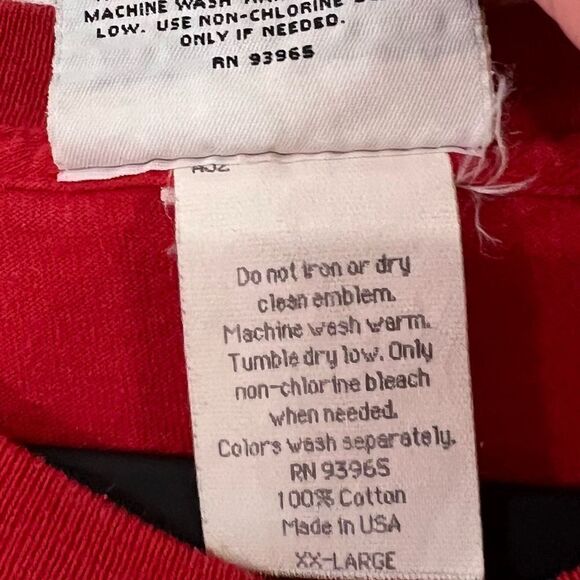 MACHINE WASH
LOW. USE NON-CHLORINE
ONLY IF NEEDED.
RN 93965
Do not iron or dry
clean emblem.
Machine wash warm.
Tumble dry low. Only
non-chlorine bleach
when needed.
Colors wash separately.
RN 93965
100% Cotton
Made in USA
XX-LARGE